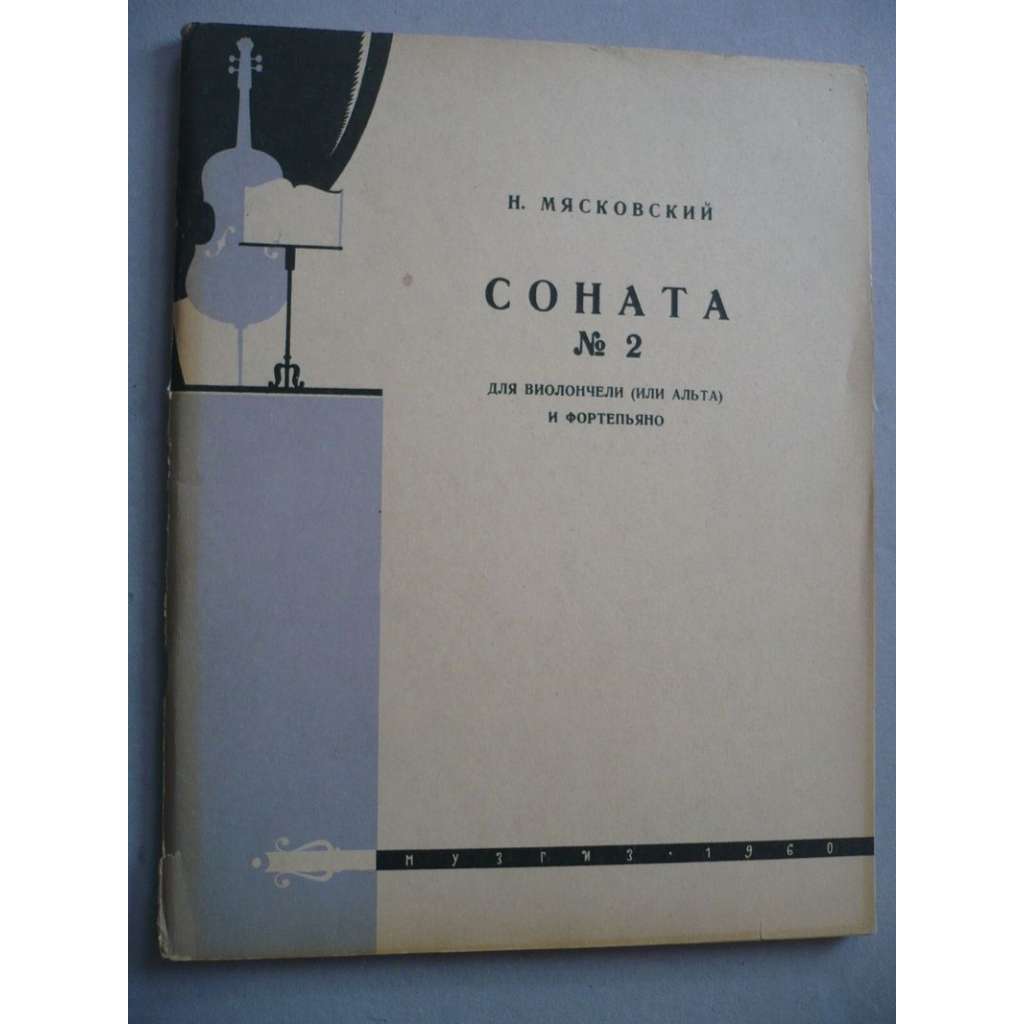 Н. МЯСКОВСКИЙ
СОНАТА
№ 2
ДЛЯ ВИОЛОНЧЕЛИ (ИЛИ АЛЬТА)
И ФОРТЕПЬЯНО
МУЗГИЗ · 1960